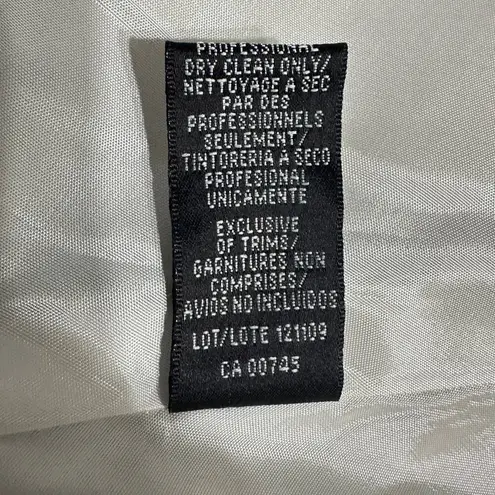 PROFESSIONAL
DRY CLEAN ONLY/
NETTOYAGE A SEC
PAR DES
PROFESSIONNELS
SEULEMENT/
TINTORERIA A SECO
PROFESIONAL
UNICAMENTE
EXCLUSIVE
OF TRIMS/
GARNITURES NON
COMPRISES/
AVIOS NO INCLUIDOS
LOT/LOTE 121109
CA 00745